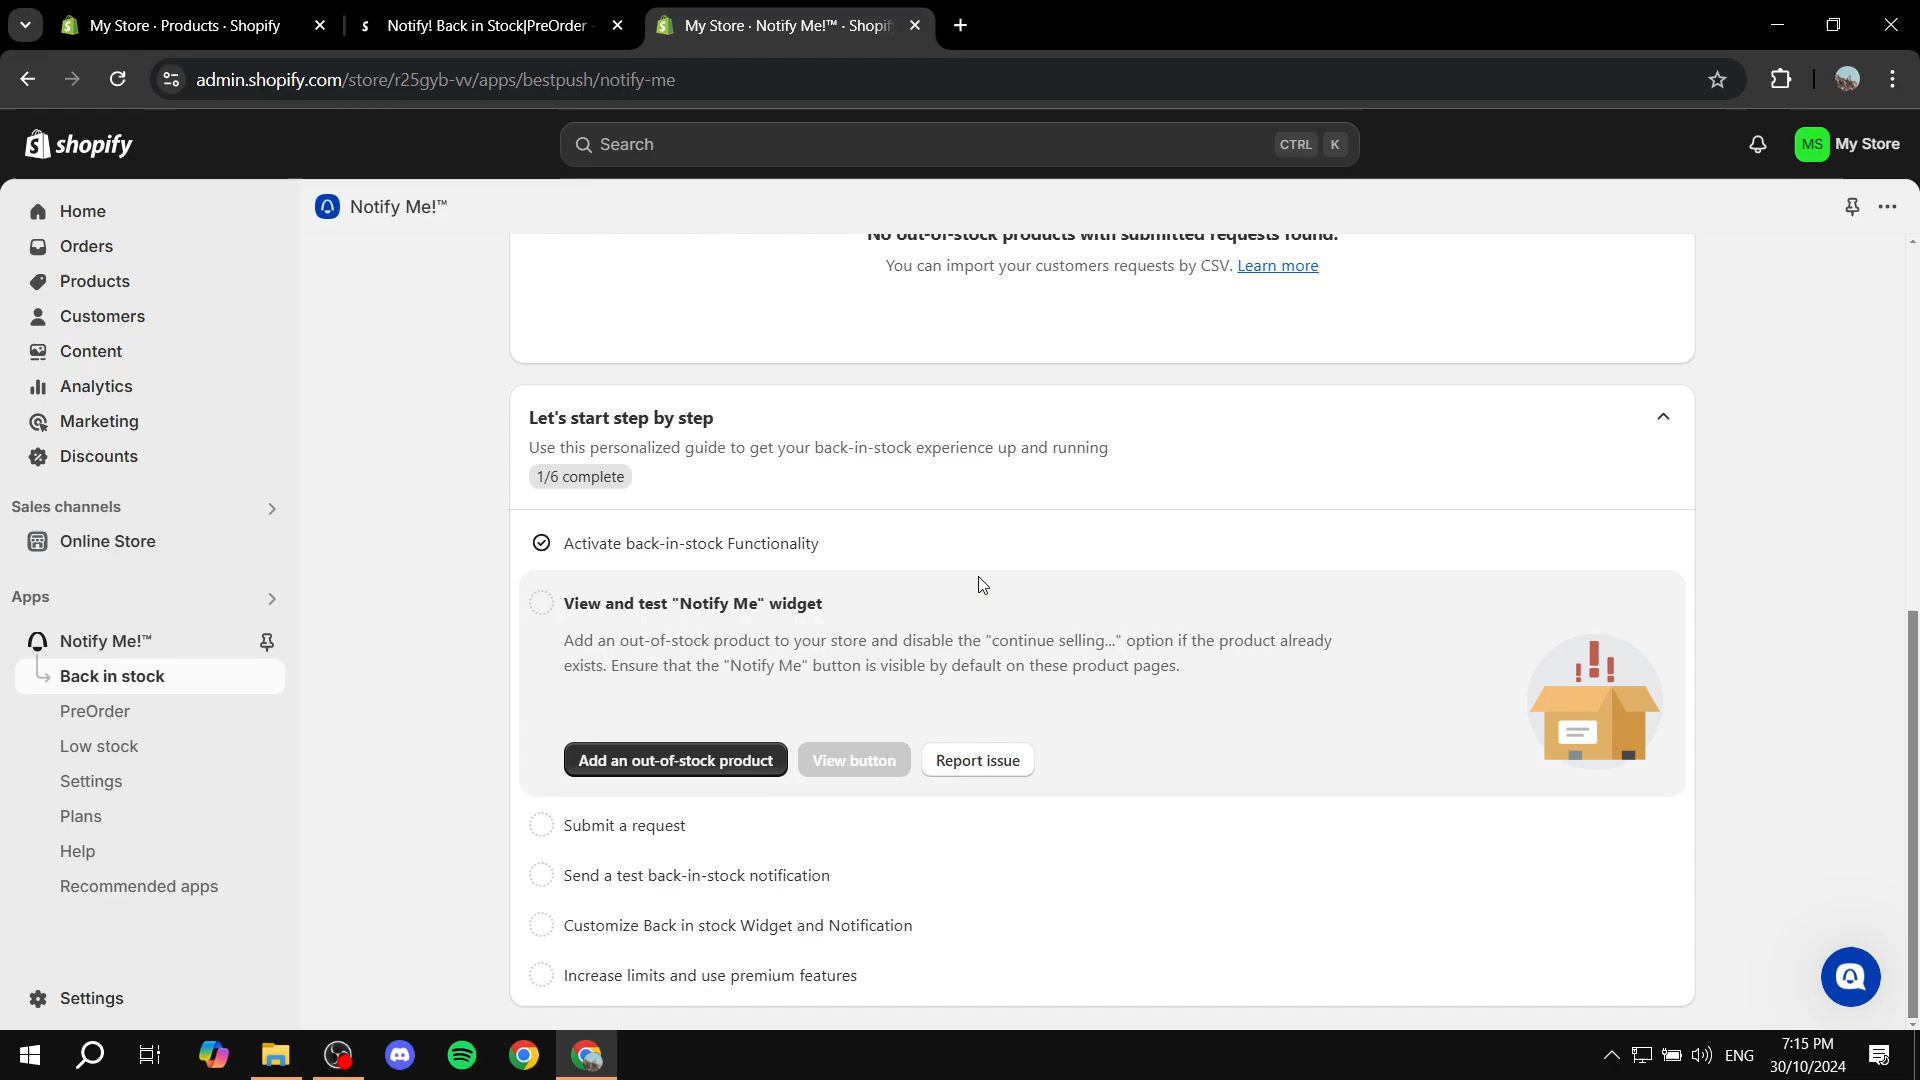 My Store · Products · Shopify
Notify! Back in Stock|PreOrder
My Store · Notify Me!™ · Shopif
admin.shopify.com/store/r25gyb-vv/apps/bestpush/notify-me
shopify
Search
CTRL K
MS My Store
Home
Orders
Products
Customers
Content
Analytics
Marketing
Discounts
Sales channels
Online Store
Apps
Notify Me!™
Back in stock
PreOrder
Low stock
Settings
Plans
Help
Recommended apps
Settings
Notify Me!™
No out-of-stock products with submitted requests found.
You can import your customers requests by CSV. Learn more
Let's start step by step
Use this personalized guide to get your back-in-stock experience up and running
1/6 complete
Activate back-in-stock Functionality
View and test "Notify Me" widget
Add an out-of-stock product to your store and disable the "continue selling..." option if the product already
exists. Ensure that the "Notify Me" button is visible by default on these product pages.
Add an out-of-stock product
View button
Report issue
Submit a request
Send a test back-in-stock notification
Customize Back in stock Widget and Notification
Increase limits and use premium features
ENG
7:15 PM
30/10/2024